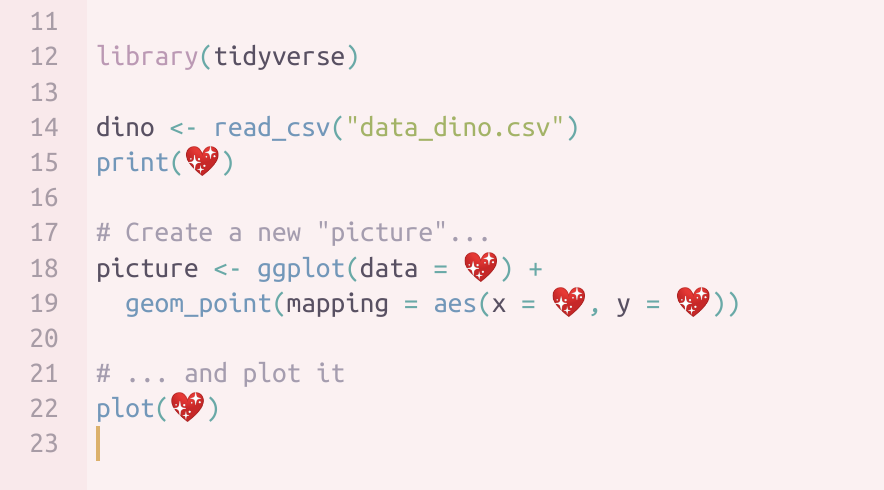 11
12 library(tidyverse)
13
14 dino <- read_csv("data_dino.csv")
15 print(💖)
16
17 # Create a new "picture"...
18 picture <- ggplot(data = 💖) +
19   geom_point(mapping = aes(x = 💖, y = 💖))
20
21 # ... and plot it
22 plot(💖)
23